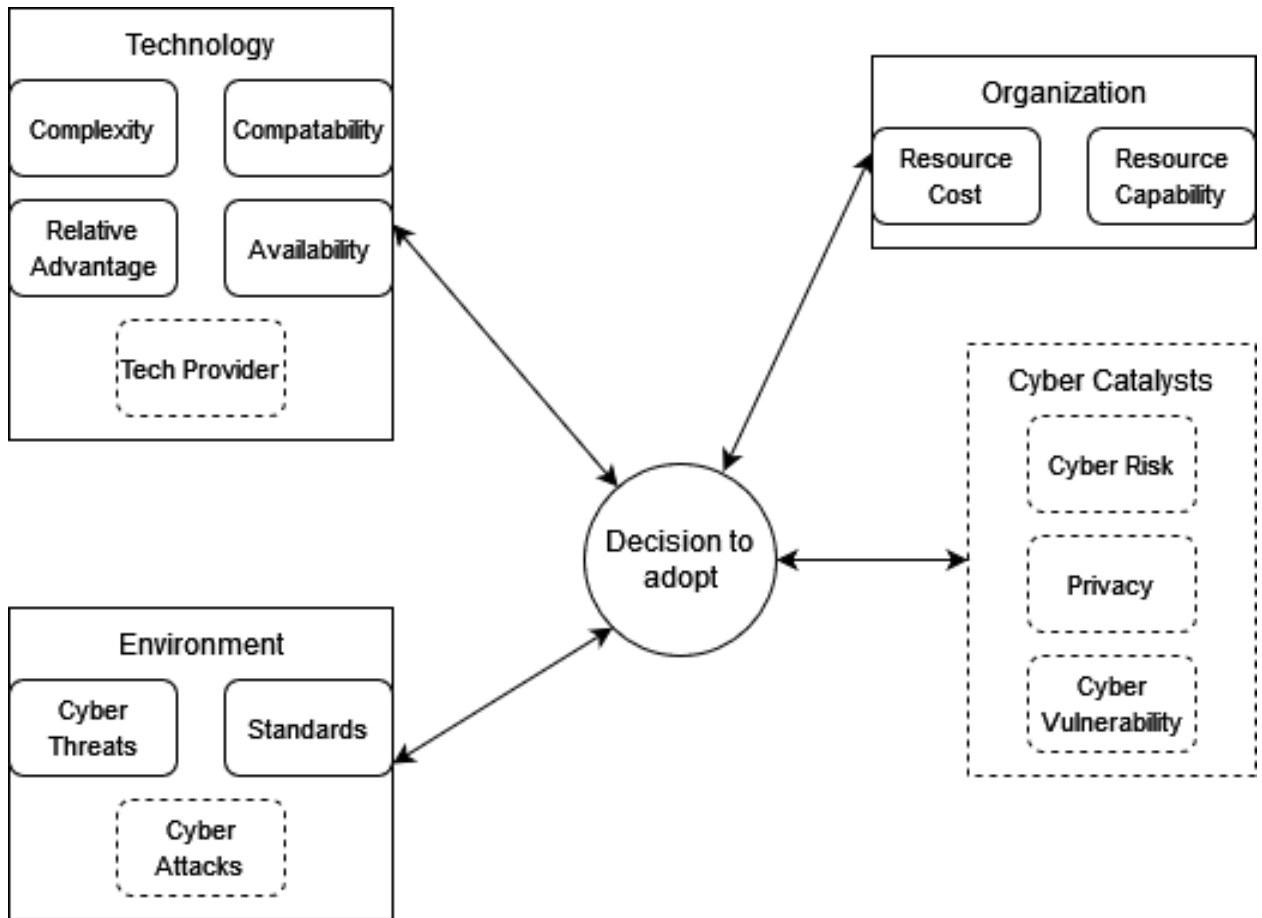 Technology
Complexity
Compatability
Relative
Advantage
Availability
Tech Provider
Organization
Resource
Cost
Resource
Capability
Cyber Catalysts
Cyber Risk
Privacy
Cyber
Vulnerability
Decision to
adopt
Environment
Cyber
Threats
Standards
Cyber
Attacks